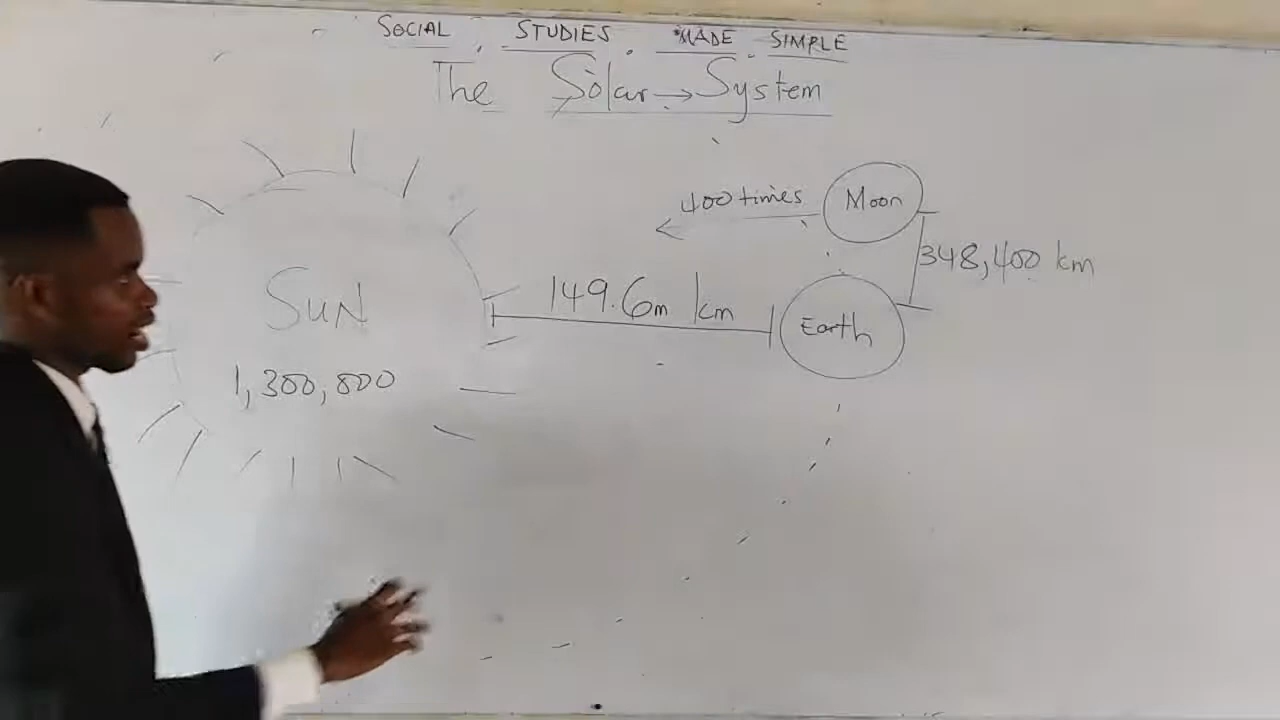 SOCIAL STUDIES MADE SIMPLE
The Solar → System
400 times
Moon
348,400 km
149.6m km
Earth
SUN
1,300,000